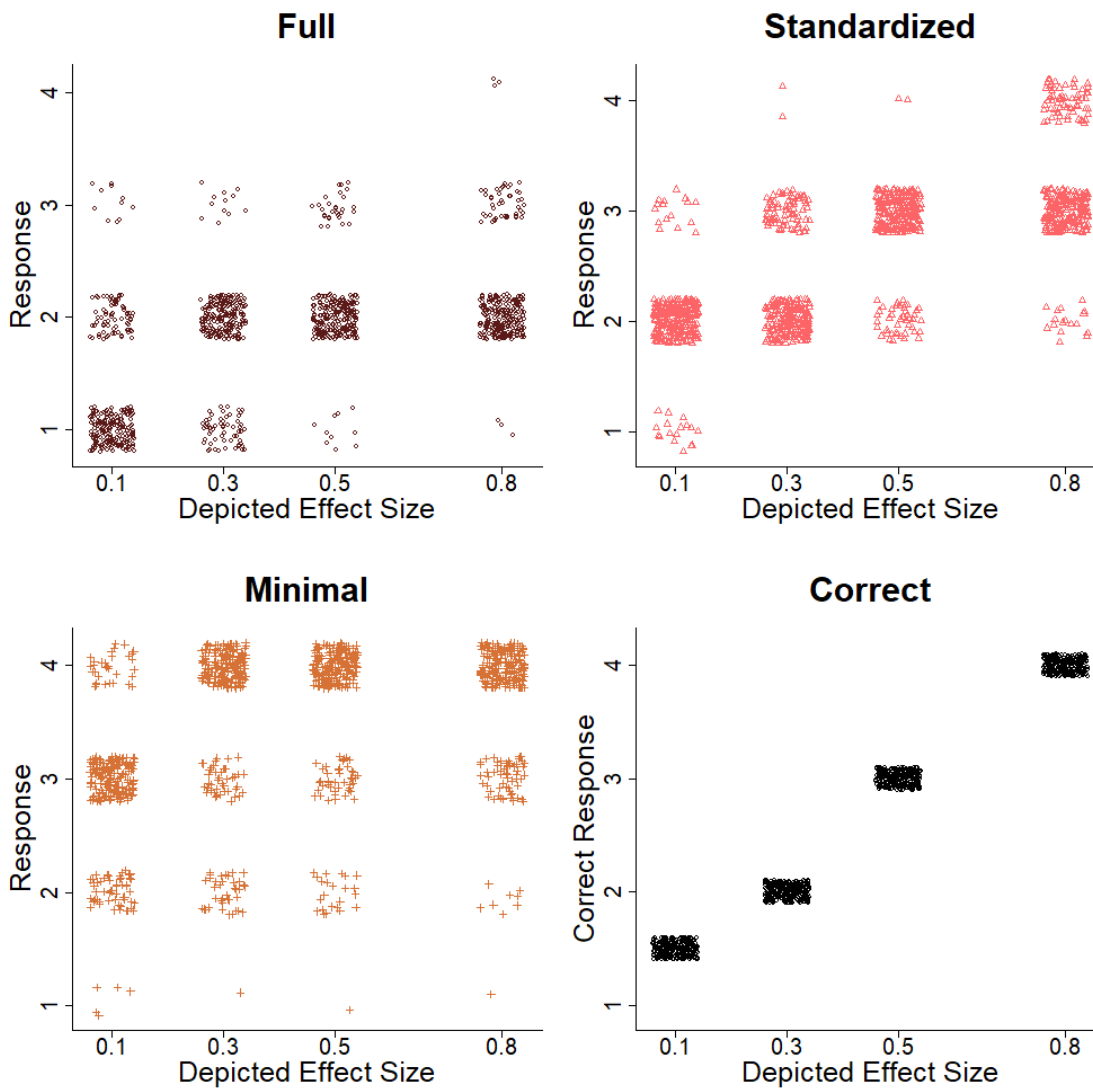 Full
4
3
2
1
Response
0.1 0.3 0.5 0.8
Depicted Effect Size
Standardized
4
3
2
1
Response
0.1 0.3 0.5 0.8
Depicted Effect Size
Minimal
4
3
2
1
Response
0.1 0.3 0.5 0.8
Depicted Effect Size
Correct
4
3
2
1
Correct Response
0.1 0.3 0.5 0.8
Depicted Effect Size